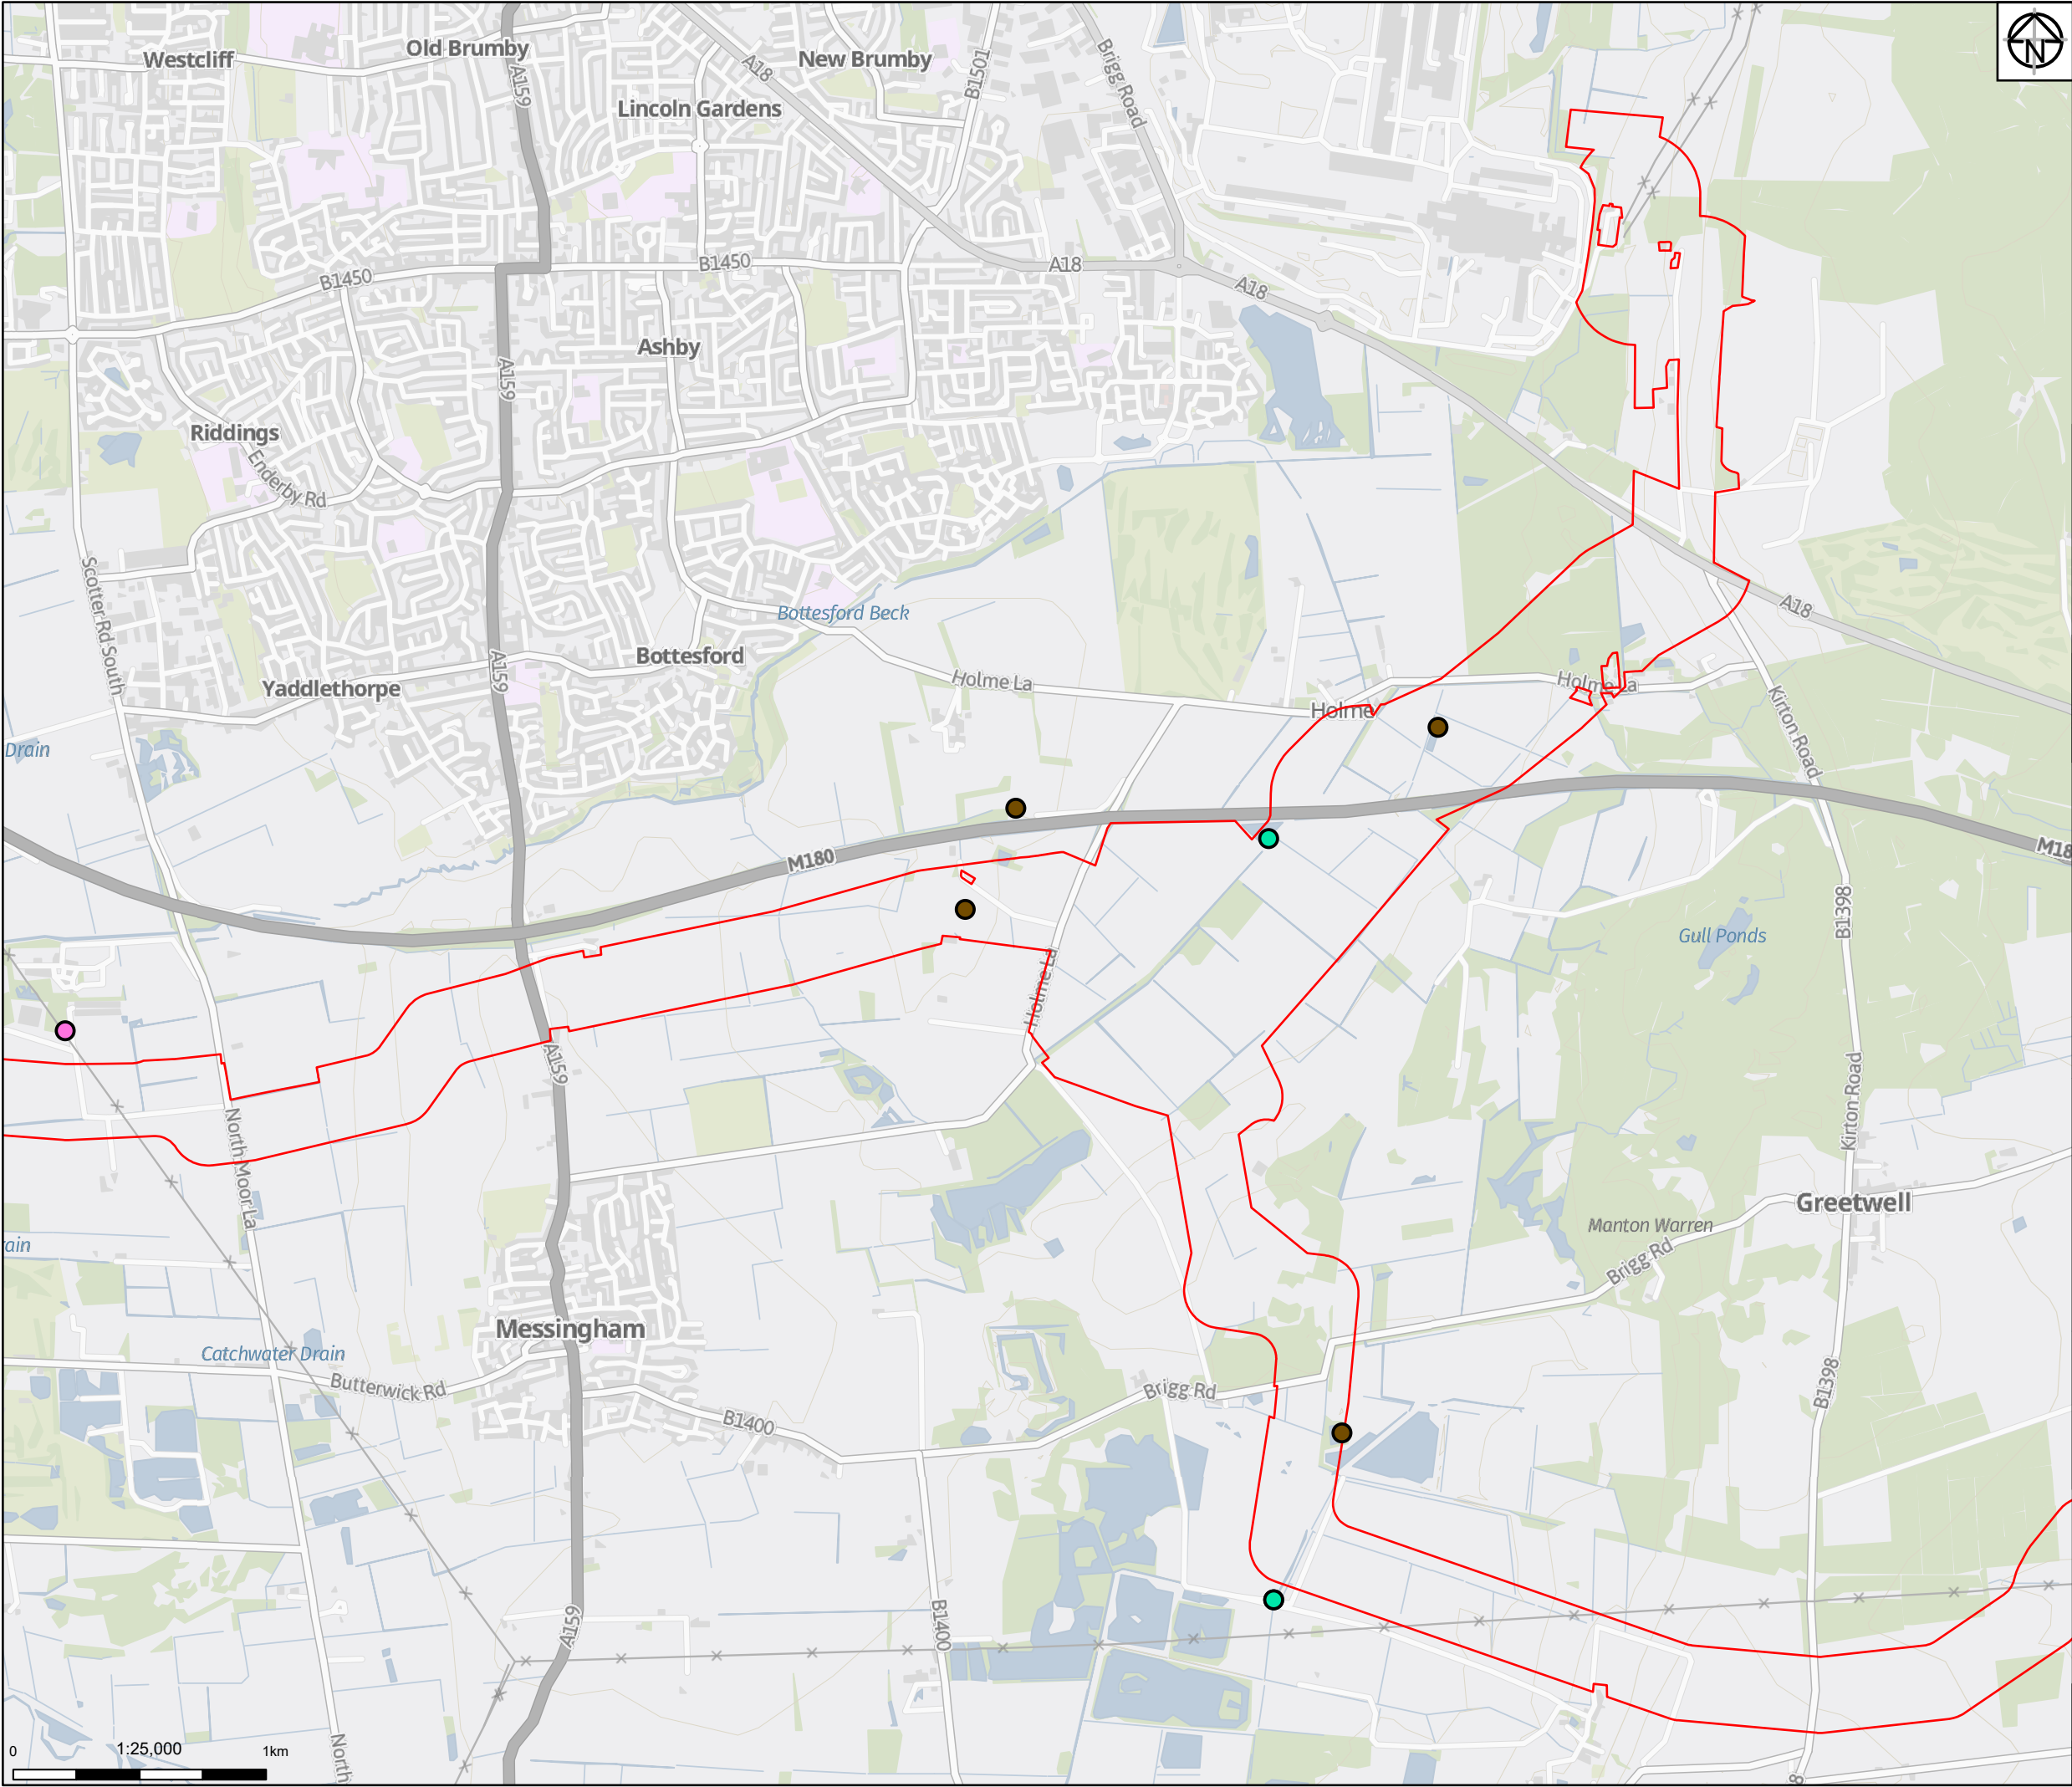 Westcliff
Old Brumby
New Brumby
A18
B1501
Brigg Road
N
A159
Lincoln Gardens
B1450
B1450
A18
A18
Ashby
A159
Riddings
Enderby Rd
Scotter Rd South
Bottesford Beck
A18
Bottesford
A159
Yaddlethorpe
Holme La
Holme La
Holme
Kirton Road
Drain
M180
M18
B1398
Gull Ponds
Holme La
A159
Kirton Road
North Moor La
Greetwell
Manton Warren
Brigg Rd
rain
Messingham
Catchwater Drain
Butterwick Rd
Brigg Rd
B1398
B1400
B1400
A159
North
8
0 1:25,000 1km